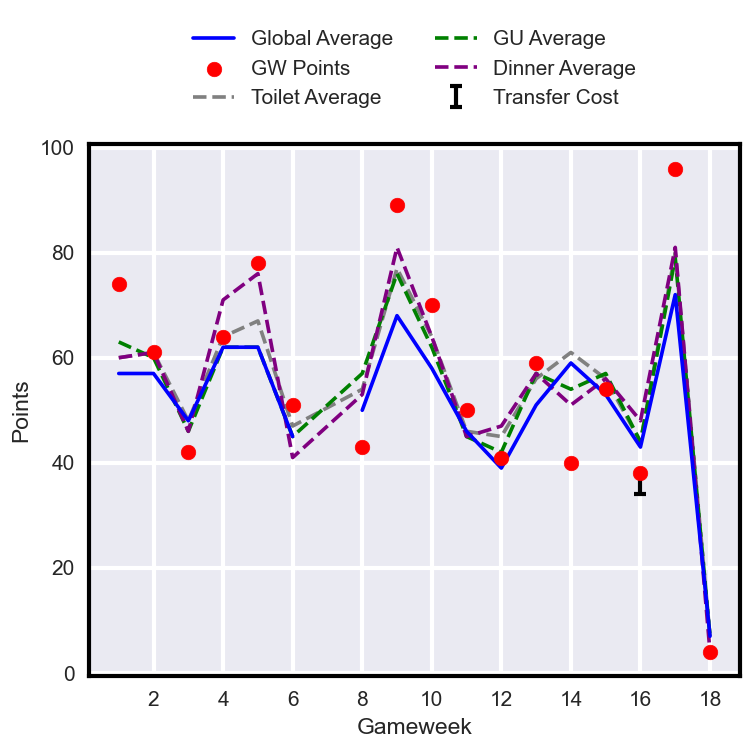 Global Average
GW Points
Toilet Average
GU Average
Dinner Average
Transfer Cost
100
80
60
40
20
0
Points
2 4 6 8 10 12 14 16 18
Gameweek